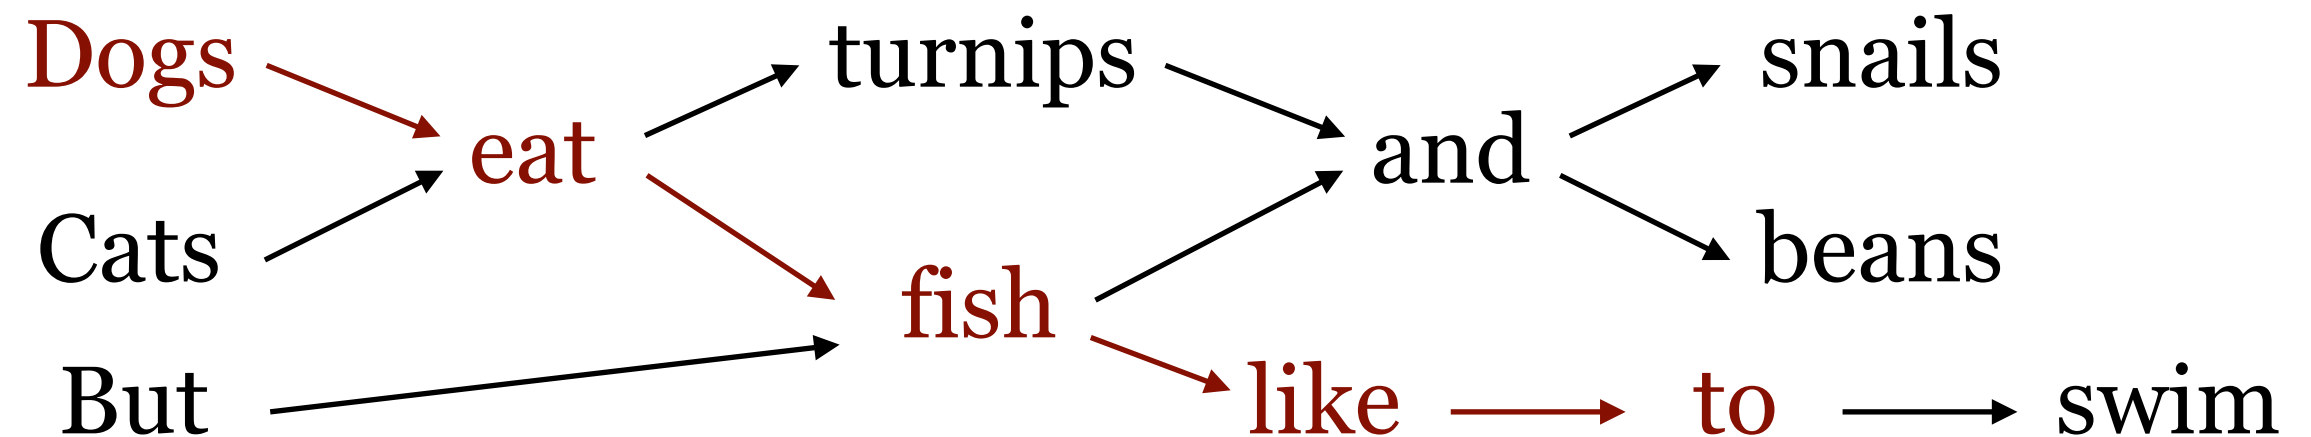 Dogs turnips snails
eat and
Cats beans
fish
But like to swim